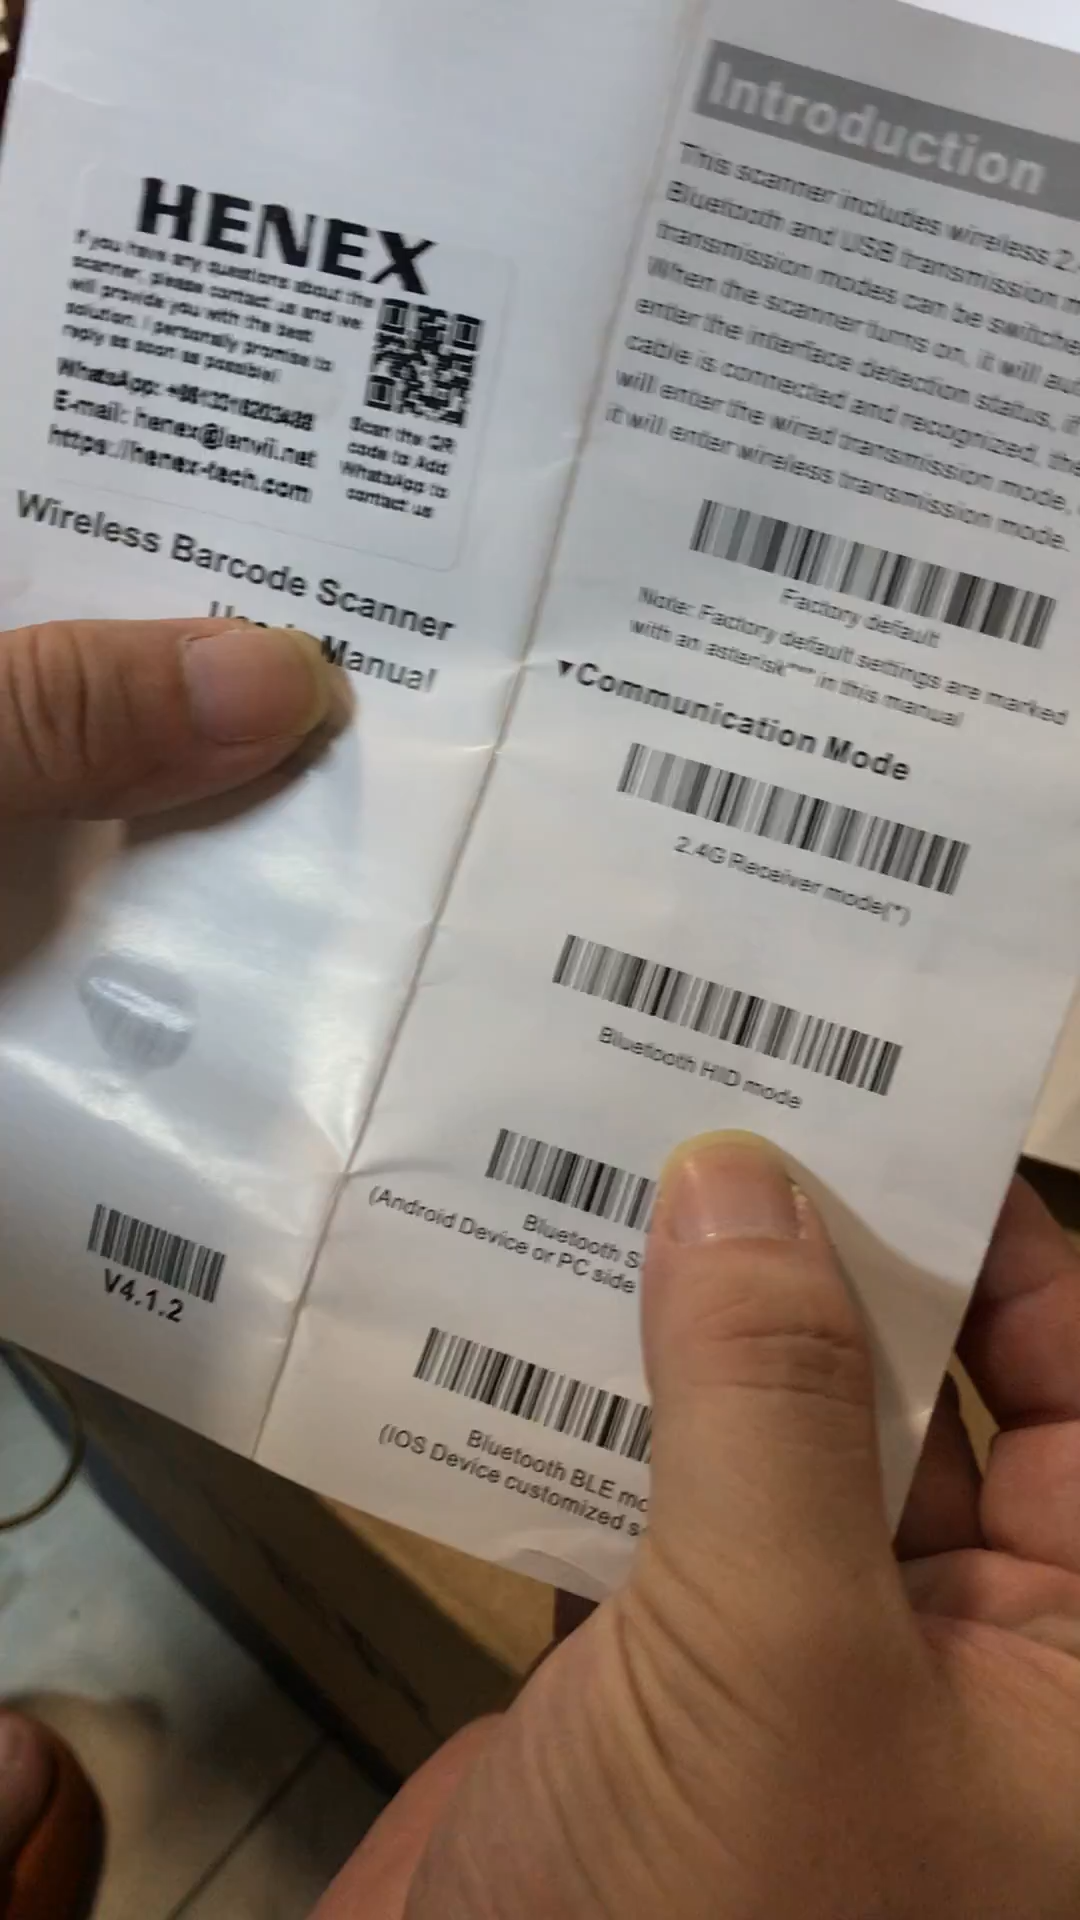 HENEX
If you have any questions about the
scanner, please contact us and we
will provide you with the best
solution. I personally promise to
reply as soon as possible!
WhatsApp:
E-mail: henex@lenvii.net
https://henex-tech.com
Scan the QR
code to Add
WhatsApp to
contact us
Wireless Barcode Scanner
Manual
V4.1.2
Introduction
This scanner includes wireless
Bluetooth and USB transmission
transmission modes can be
When the scanner turns on, it will
enter the interface detection status,
cable is connected and recognized,
will enter the wired transmission mode,
it will enter wireless transmission mode.
Factory default
Note: Factory default settings are marked
with an asterisk"*" in this manual
▼Communication Mode
2.4G Receiver mode(*)
Bluetooth HID mode
Bluetooth
(Android Device or PC side
Bluetooth BLE
(IOS Device customized